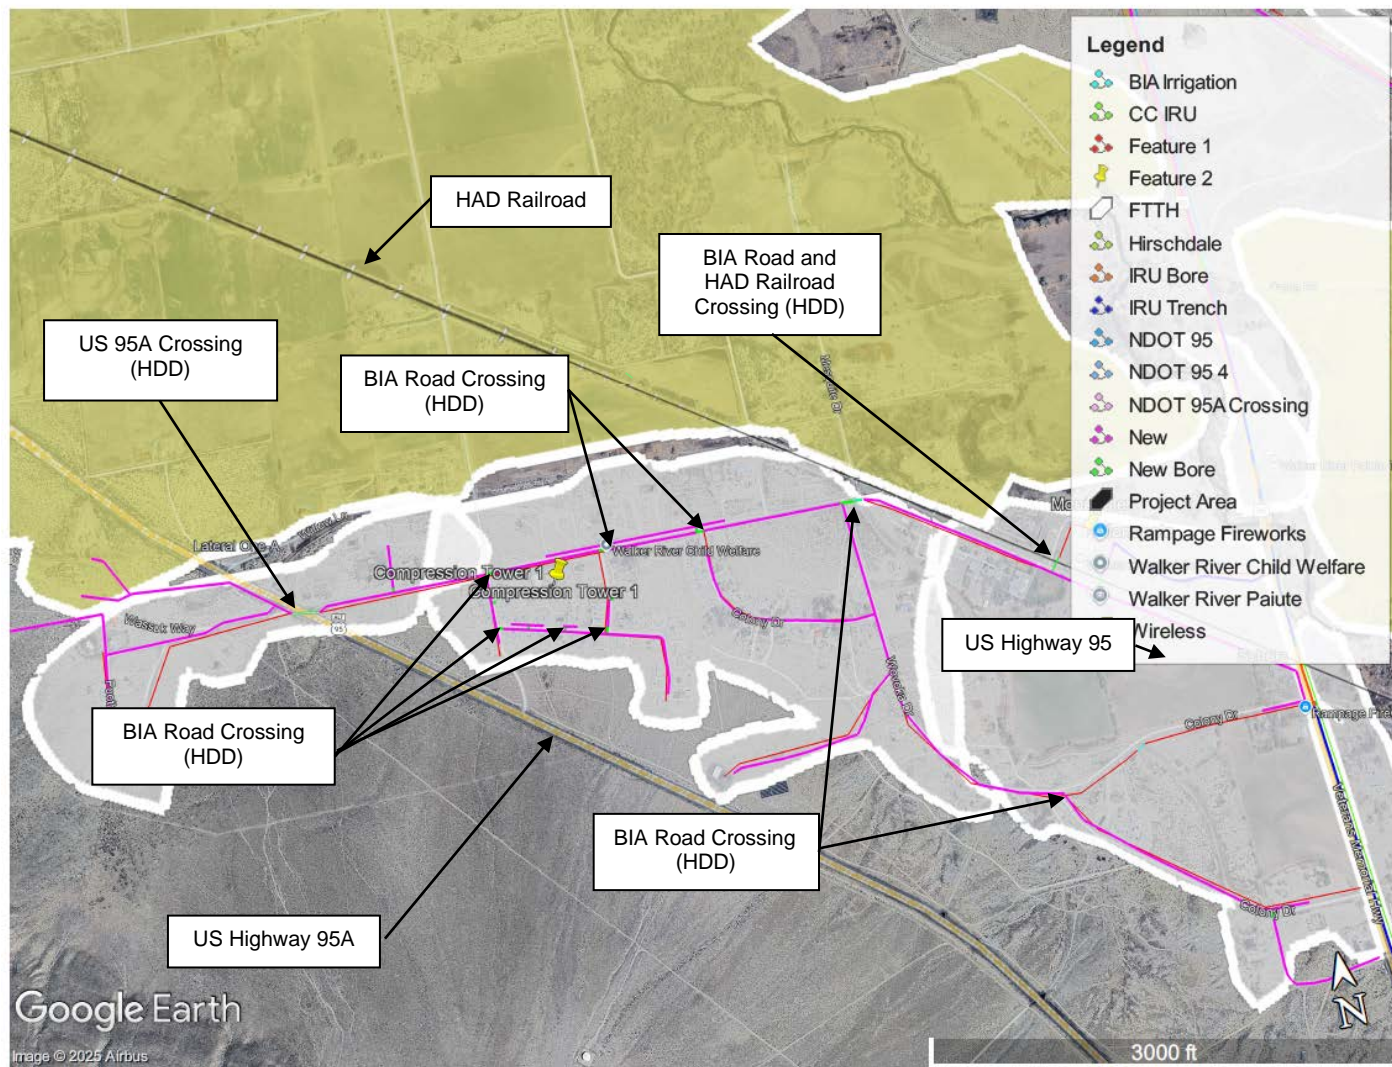 Legend
BIA Irrigation
CC IRU
Feature 1
Feature 2
FTTH
Hirschdale
IRU Bore
IRU Trench
NDOT 95
NDOT 95 4
NDOT 95A Crossing
New
New Bore
Project Area
Rampage Fireworks
Walker River Child Welfare
Walker River Paiute
Wireless
HAD Railroad
BIA Road and
HAD Railroad
Crossing (HDD)
US 95A Crossing
(HDD)
BIA Road Crossing
(HDD)
Lateral One A
Walker River Child Welfare
Compression Tower 1
Compression Tower 1
Wassuk Way
95
Colony Dr
US Highway 95
Colony Dr
Rampage Fire
BIA Road Crossing
(HDD)
BIA Road Crossing
(HDD)
Veterans Memorial Hwy
Colony Dr
US Highway 95A
N
Google Earth
Image © 2025 Airbus
3000 ft